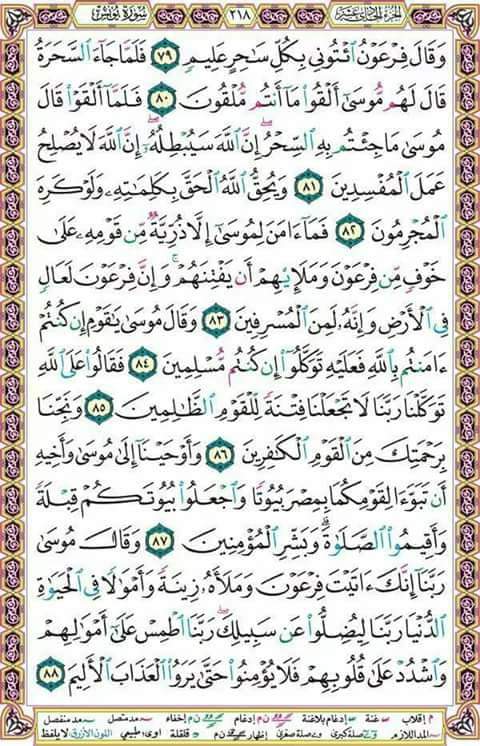 الجزء الحادي عشر ٢١٨ سورة يونس
وَقَالَ فِرْعَوْنُ ٱئْتُونِى بِكُلِّ سَـٰحِرٍ عَلِيمٍ ٧٩ فَلَمَّا جَآءَ ٱلسَّحَرَةُ
قَالَ لَهُم مُّوسَىٰٓ أَلْقُوا۟ مَآ أَنتُم مُّلْقُونَ ٨٠ فَلَمَّآ أَلْقَوْا۟ قَالَ
مُوسَىٰ مَا جِئْتُم بِهِ ٱلسِّحْرُ ۖ إِنَّ ٱللَّهَ سَيُبْطِلُهُۥٓ ۖ إِنَّ ٱللَّهَ لَا يُصْلِحُ
عَمَلَ ٱلْمُفْسِدِينَ ٨١ وَيُحِقُّ ٱللَّهُ ٱلْحَقَّ بِكَلِمَـٰتِهِۦ وَلَوْ كَرِهَ
ٱلْمُجْرِمُونَ ٨٢ فَمَآ ءَامَنَ لِمُوسَىٰٓ إِلَّا ذُرِّيَّةٌ مِّن قَوْمِهِۦ عَلَىٰ
خَوْفٍ مِّن فِرْعَوْنَ وَمَلَإِي۟هِمْ أَن يَفْتِنَهُمْ ۚ وَإِنَّ فِرْعَوْنَ لَعَالٍ
فِى ٱلْأَرْضِ وَإِنَّهُۥ لَمِنَ ٱلْمُسْرِفِينَ ٨٣ وَقَالَ مُوسَىٰ يَـٰقَوْمِ إِن كُنتُمْ
ءَامَنتُم بِٱللَّهِ فَعَلَيْهِ تَوَكَّلُوٓا۟ إِن كُنتُم مُّسْلِمِينَ ٨٤ فَقَالُوا۟ عَلَى ٱللَّهِ
تَوَكَّلْنَا رَبَّنَا لَا تَجْعَلْنَا فِتْنَةً لِّلْقَوْمِ ٱلظَّـٰلِمِينَ ٨٥ وَنَجِّنَا
بِرَحْمَتِكَ مِنَ ٱلْقَوْمِ ٱلْكَـٰفِرِينَ ٨٦ وَأَوْحَيْنَآ إِلَىٰ مُوسَىٰ وَأَخِيهِ
أَن تَبَوَّءَا لِقَوْمِكُمَا بِمِصْرَ بُيُوتًا وَٱجْعَلُوا۟ بُيُوتَكُمْ قِبْلَةً
وَأَقِيمُوا۟ ٱلصَّلَوٰةَ ۗ وَبَشِّرِ ٱلْمُؤْمِنِينَ ٨٧ وَقَالَ مُوسَىٰ
رَبَّنَآ إِنَّكَ ءَاتَيْتَ فِرْعَوْنَ وَمَلَأَهُۥ زِينَةً وَأَمْوَٰلًا فِى ٱلْحَيَوٰةِ
ٱلدُّنْيَا رَبَّنَا لِيُضِلُّوا۟ عَن سَبِيلِكَ ۖ رَبَّنَا ٱطْمِسْ عَلَىٰٓ أَمْوَٰلِهِمْ
وَٱشْدُدْ عَلَىٰ قُلُوبِهِمْ فَلَا يُؤْمِنُوا۟ حَتَّىٰ يَرَوُا۟ ٱلْعَذَابَ ٱلْأَلِيمَ ٨٨
م إقلاب غنة إدغام بلاغنة ن م إدغام ن م إخفاء مد متصل مد منفصل
المد اللازم صلة كبرى صلة صغرى إظهار ن م قلقلة اوى: طبيعي اللون الأزرق: لا يلفظ